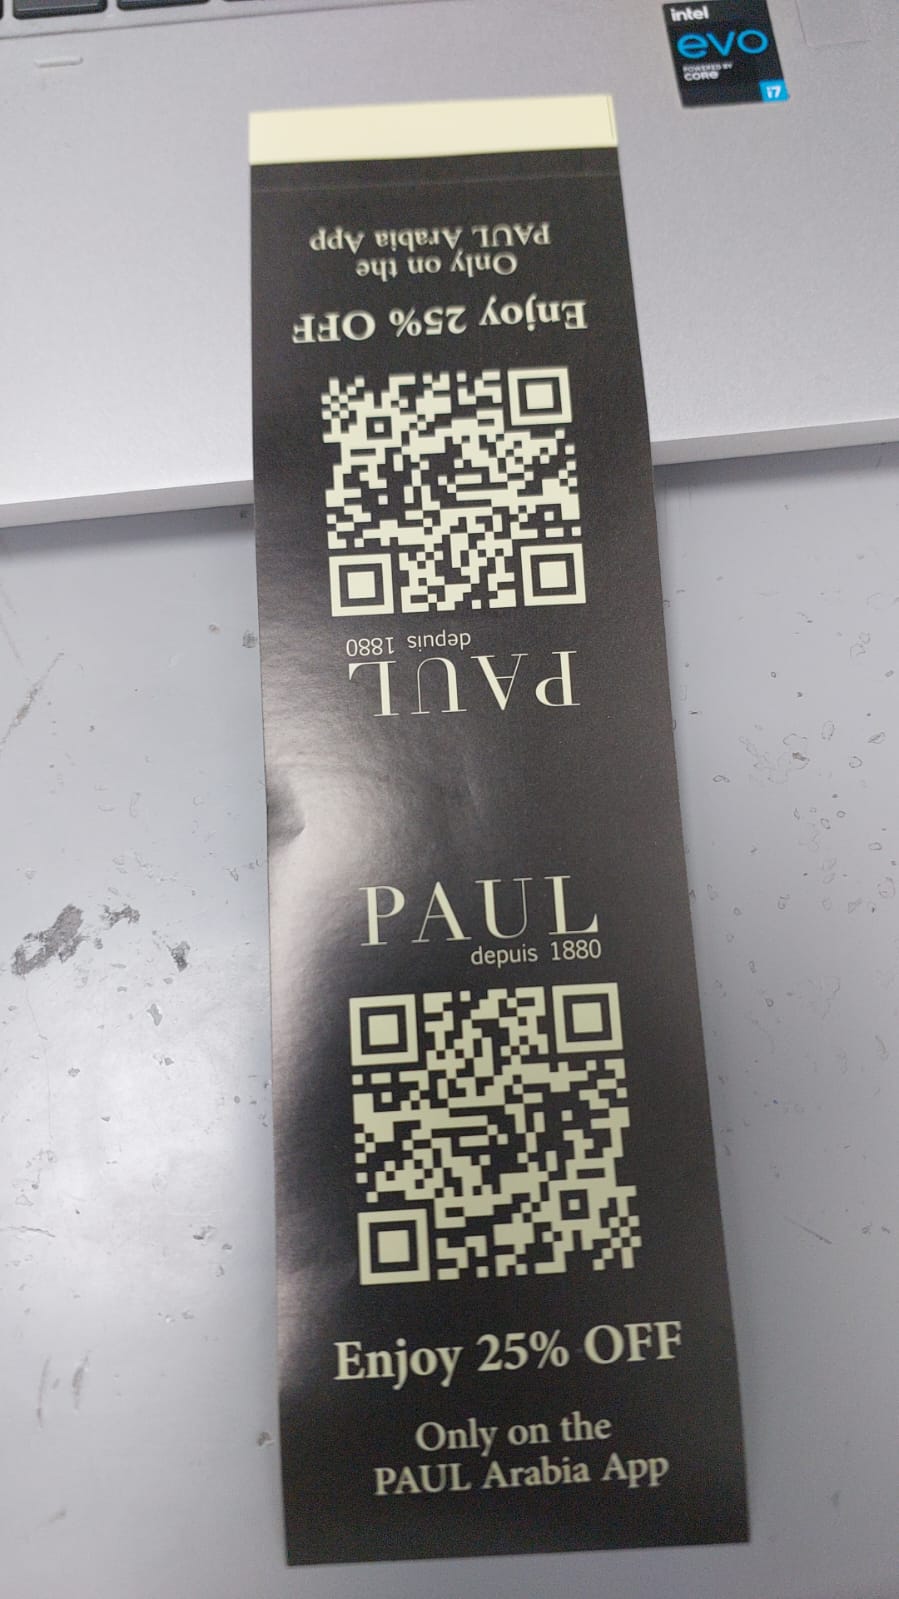 intel
evo
POWERED BY
CORE
i7
Enjoy 25% OFF
Only on the
PAUL Arabia App
PAUL
depuis 1880
PAUL
depuis 1880
Enjoy 25% OFF
Only on the
PAUL Arabia App